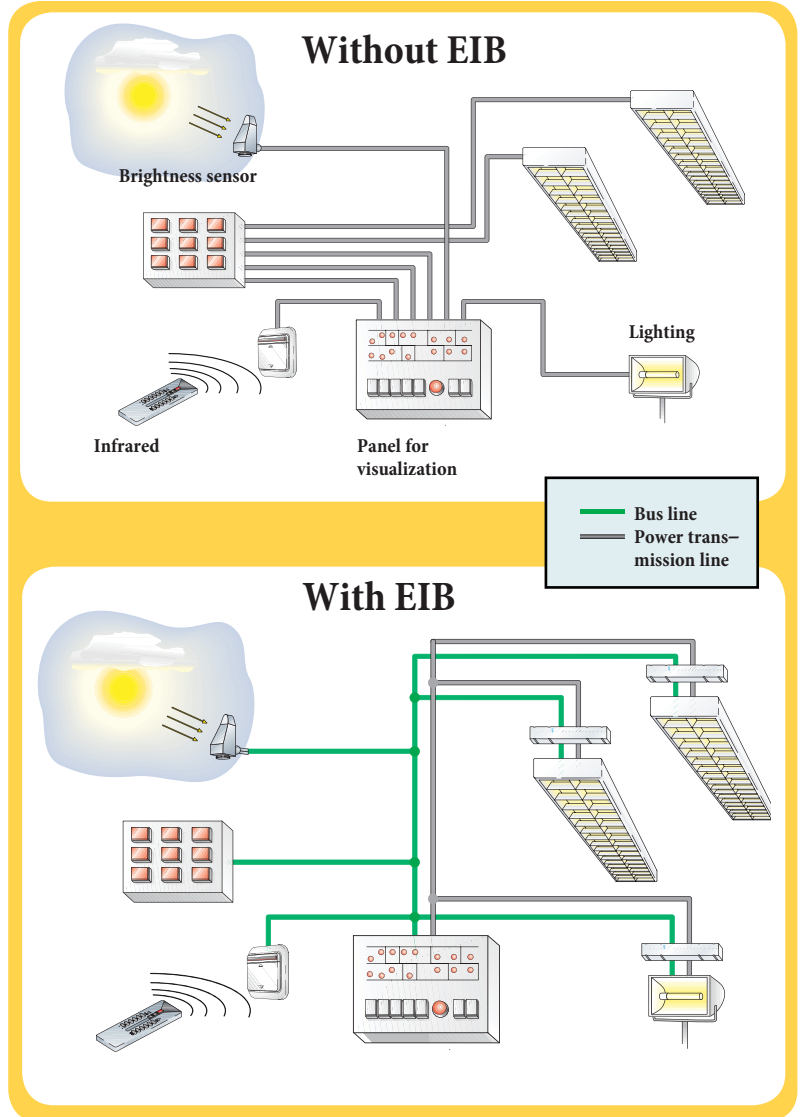 Without EIB
Brightness sensor
Lighting
Infrared
Panel for
visualization
Bus line
Power trans–
mission line
With EIB